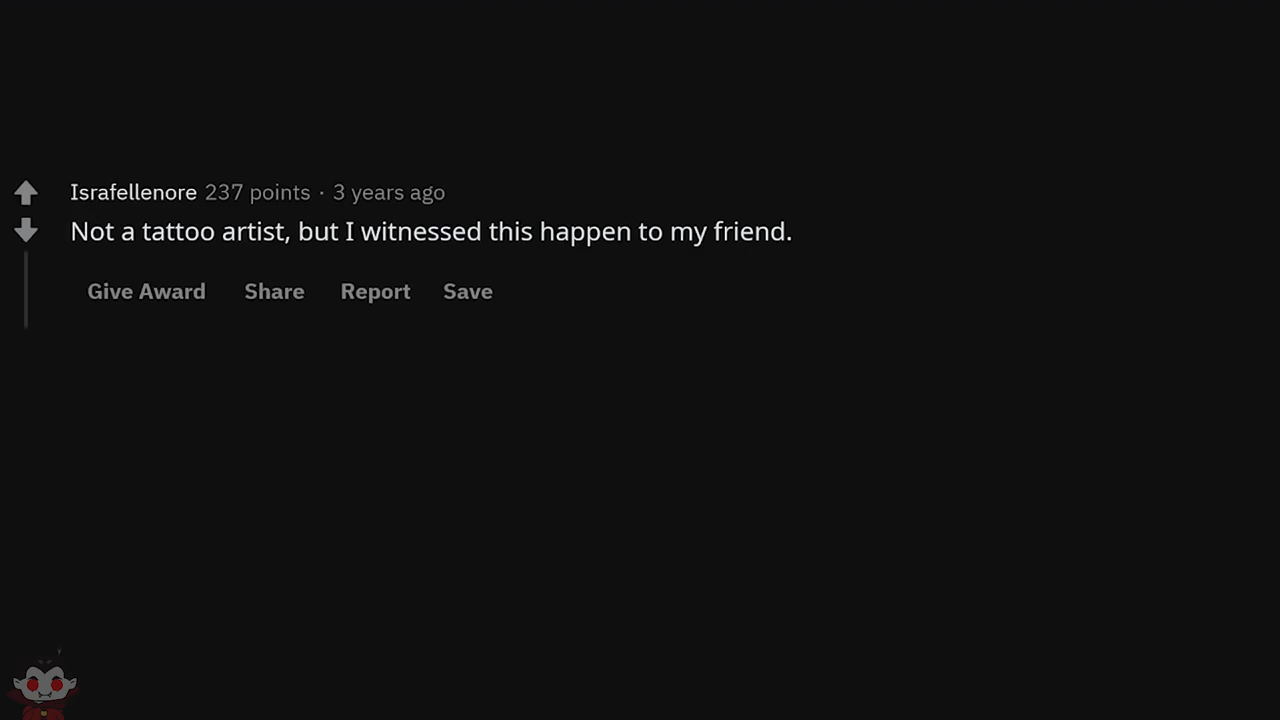 Israfellenore 237 points · 3 years ago
Not a tattoo artist, but I witnessed this happen to my friend.
Give Award Share Report Save